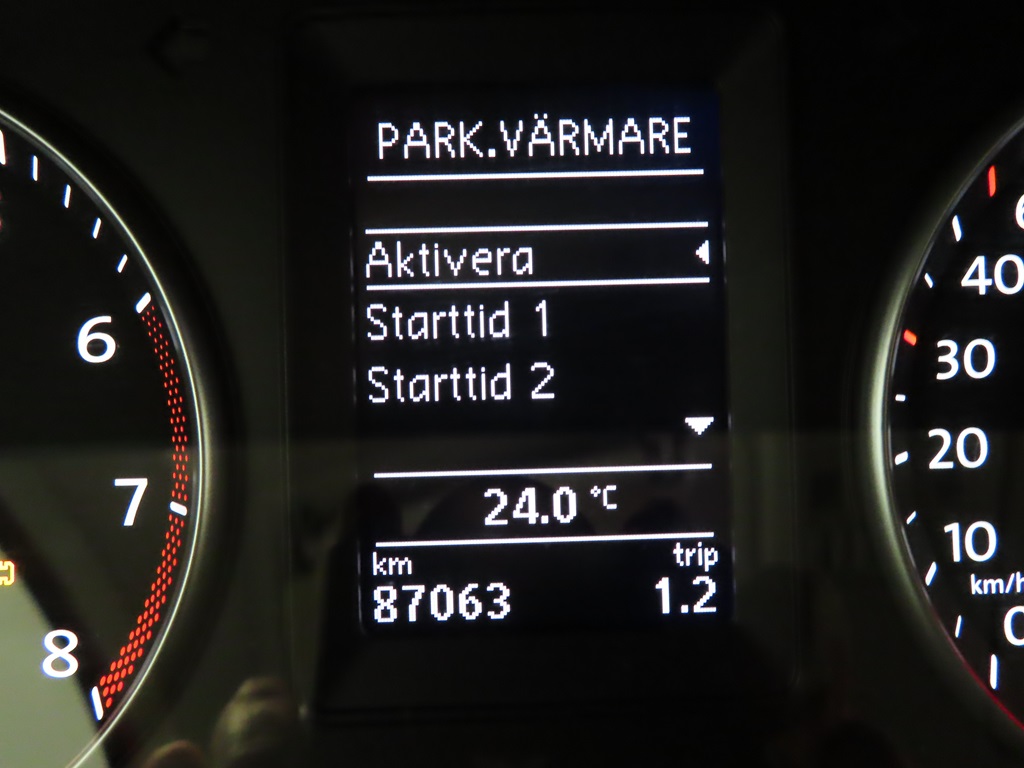 PARK.VÄRMARE
Aktivera
Starttid 1
Starttid 2
24.0 °C
km trip
87063 1.2
6
7
8
40
30
20
10
km/h
0